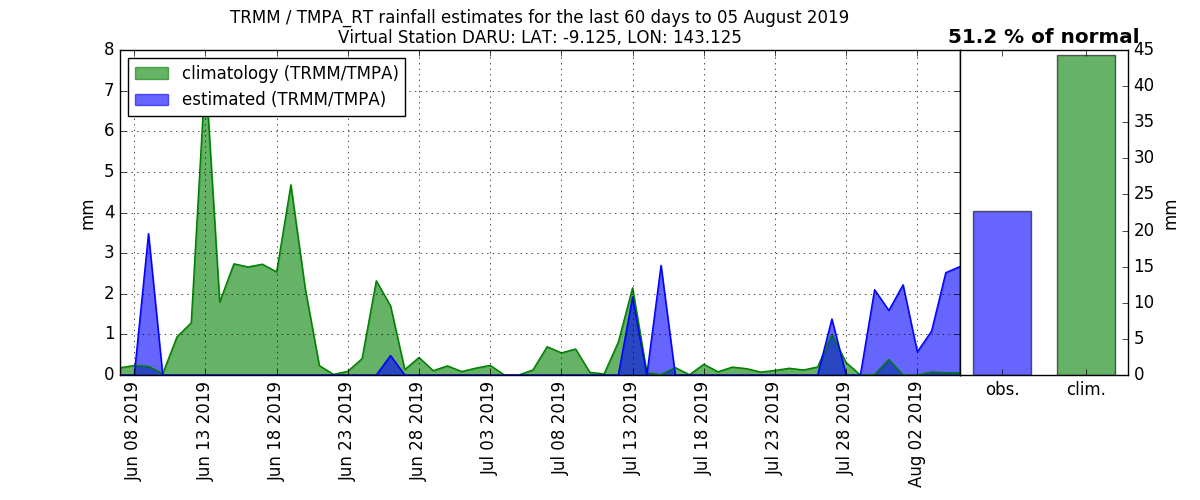 TRMM / TMPA_RT rainfall estimates for the last 60 days to 05 August 2019
Virtual Station DARU: LAT: -9.125, LON: 143.125
51.2 % of normal
climatology (TRMM/TMPA)
estimated (TRMM/TMPA)
8
7
6
5
4
3
2
1
0
mm
Jun 08 2019
Jun 13 2019
Jun 18 2019
Jun 23 2019
Jun 28 2019
Jul 03 2019
Jul 08 2019
Jul 13 2019
Jul 18 2019
Jul 23 2019
Jul 28 2019
Aug 02 2019
obs.
clim.
45
40
35
30
25
20
15
10
5
0
mm